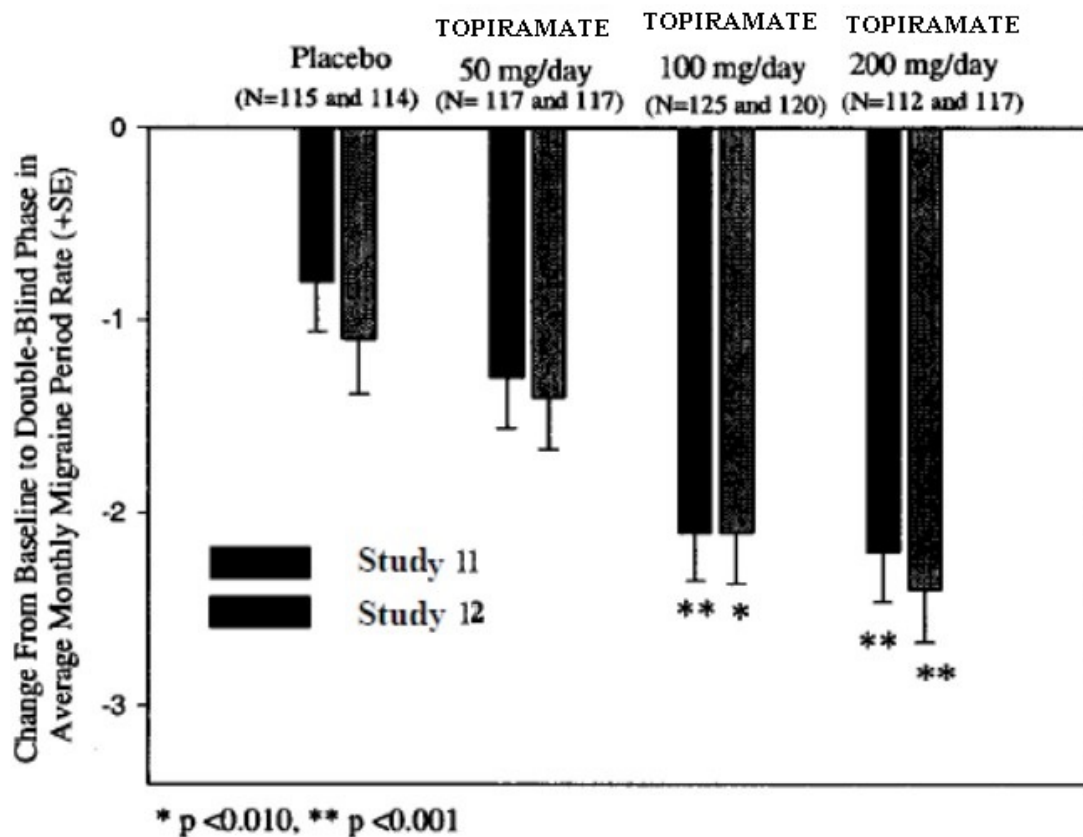 TOPIRAMATE TOPIRAMATE TOPIRAMATE
Placebo 50 mg/day 100 mg/day 200 mg/day
(N=115 and 114) (N= 117 and 117) (N=125 and 120) (N=112 and 117)
Change From Baseline to Double-Blind Phase in
Average Monthly Migraine Period Rate (+SE)
0
-1
-2
-3
Study 11
Study 12
** * ** **
* p <0.010, ** p <0.001